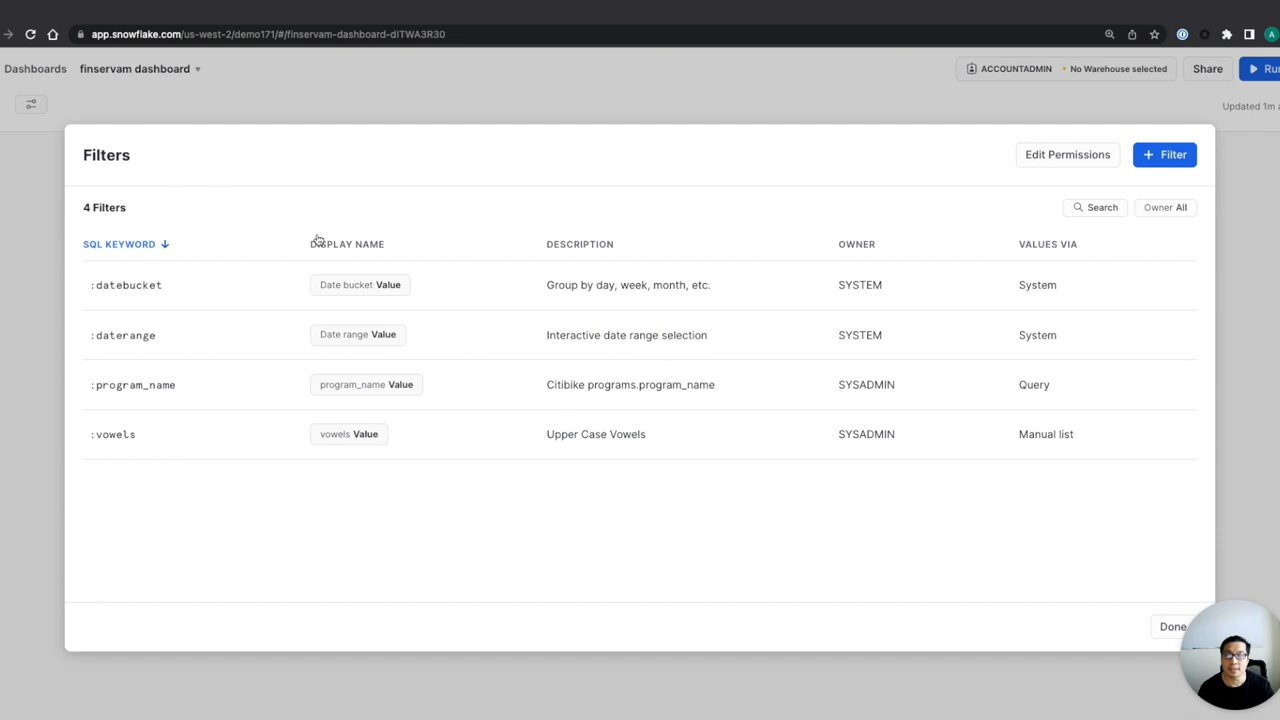 app.snowflake.com/us-west-2/demo171/#/finservam-dashboard-dITWA3R30
A
Dashboards finservam dashboard
ACCOUNTADMIN No Warehouse selected Share
Updated 1m
Filters
Edit Permissions + Filter
4 Filters
Search Owner All
SQL KEYWORD DISPLAY NAME DESCRIPTION OWNER VALUES VIA
:datebucket Date bucket Value Group by day, week, month, etc. SYSTEM System
:daterange Date range Value Interactive date range selection SYSTEM System
:program_name program_name Value Citibike programs.program_name SYSADMIN Query
:vowels vowels Value Upper Case Vowels SYSADMIN Manual list
Done